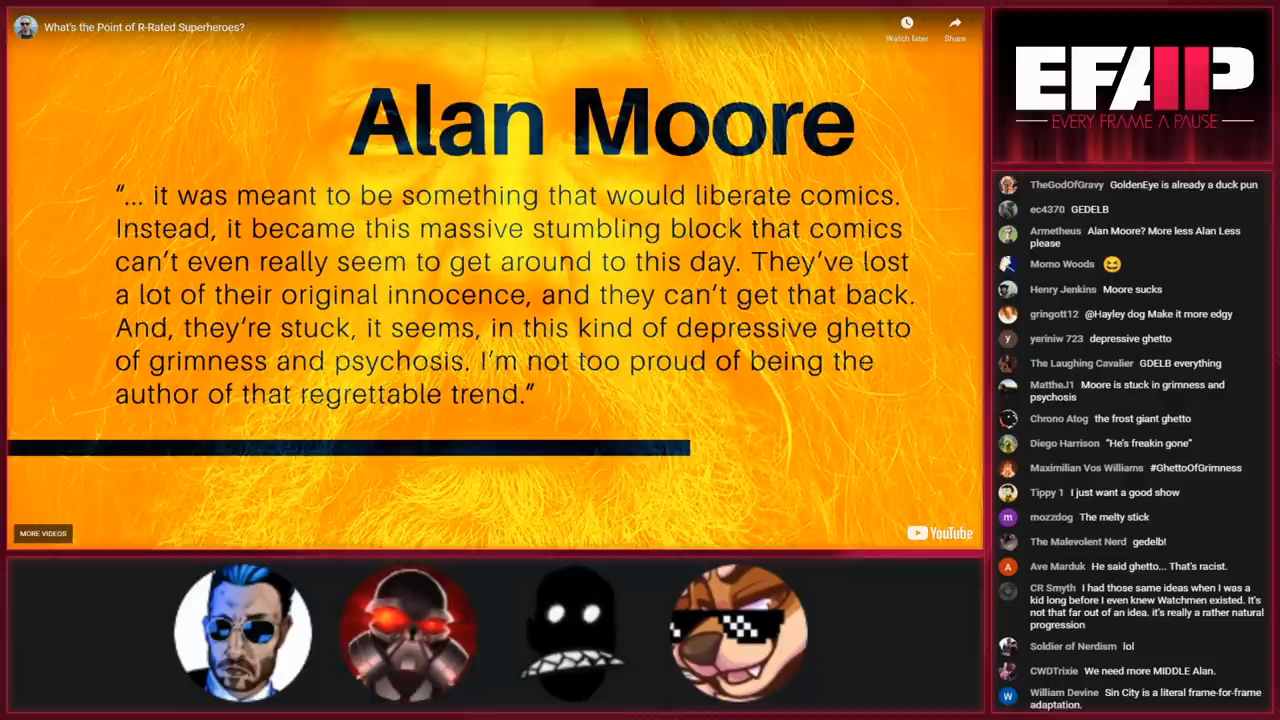 What's the Point of R-Rated Superheroes?
Watch later
Share
Alan Moore
“... it was meant to be something that would liberate comics.
Instead, it became this massive stumbling block that comics
can't even really seem to get around to this day. They've lost
a lot of their original innocence, and they can't get that back.
And, they're stuck, it seems, in this kind of depressive ghetto
of grimness and psychosis. I'm not too proud of being the
author of that regrettable trend.”
MORE VIDEOS
YouTube
EFAP
EVERY FRAME A PAUSE
TheGodOfGravy GoldenEye is already a duck pun
ec4370 GEDELB
Armetheus Alan Moore? More less Alan Less
please
Momo Woods 😆
Henry Jenkins Moore sucks
gringott12 @Hayley dog Make it more edgy
y
yeriniw 723 depressive ghetto
The Laughing Cavalier GDELB everything
MattheJ1 Moore is stuck in grimness and
psychosis
Chrono Atog the frost giant ghetto
Diego Harrison “He's freakin gone”
Maximilian Vos Williams #GhettoOfGrimness
Tippy 1 I just want a good show
m
mozzdog The melty stick
The Malevolent Nerd gedelb!
A
Ave Marduk He said ghetto... That's racist.
CR Smyth I had those same ideas when I was a
kid long before I even knew Watchmen existed. It's
not that far out of an idea. it's really a rather natural
progression
Soldier of Nerdism lol
CWDTrixie We need more MIDDLE Alan.
W
William Devine Sin City is a literal frame-for-frame
adaptation.